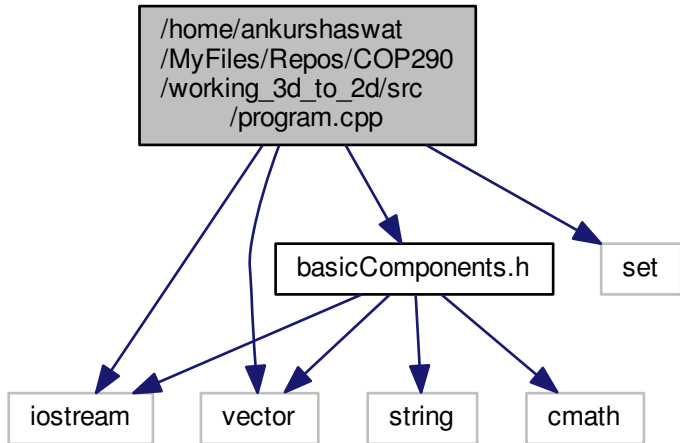 /home/ankurshaswat
/MyFiles/Repos/COP290
/working_3d_to_2d/src
/program.cpp
basicComponents.h
set
iostream
vector
string
cmath